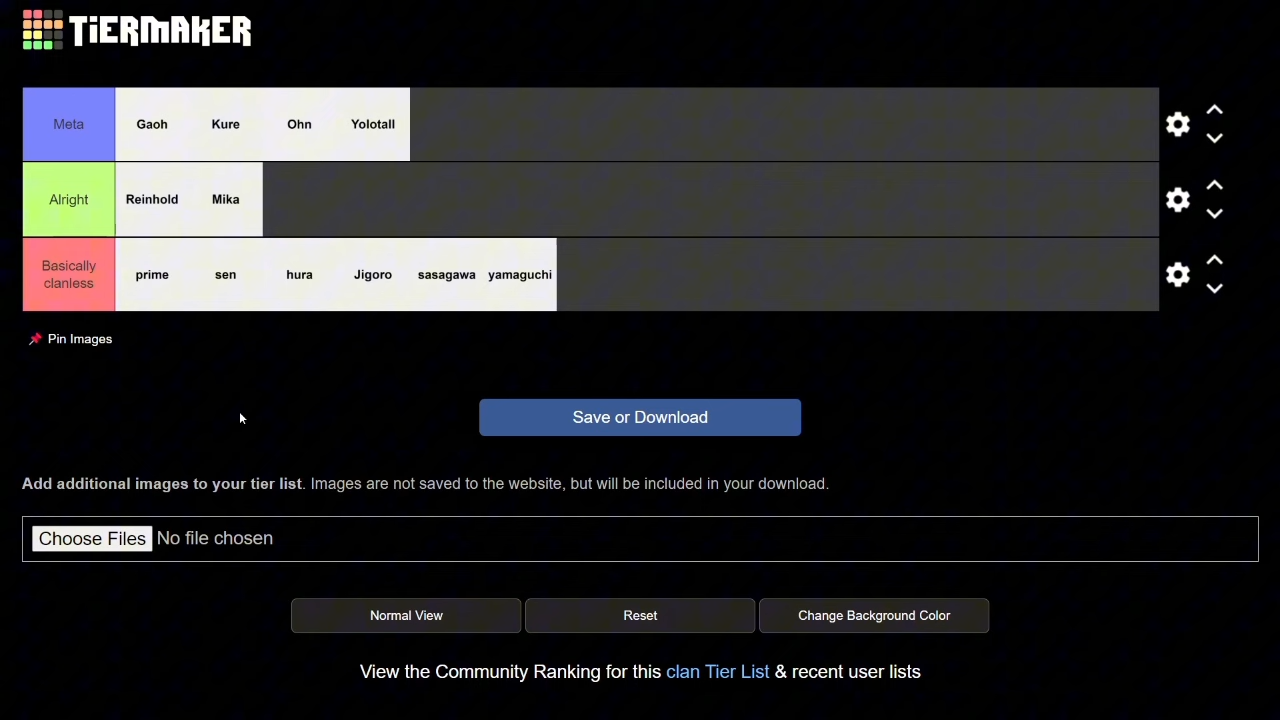 TiERMAKER
Meta
Gaoh Kure Ohn Yolotall
Alright
Reinhold Mika
Basically
clanless
prime sen hura Jigoro sasagawa yamaguchi
Pin Images
Save or Download
Add additional images to your tier list. Images are not saved to the website, but will be included in your download.
Choose Files No file chosen
Normal View Reset Change Background Color
View the Community Ranking for this clan Tier List & recent user lists